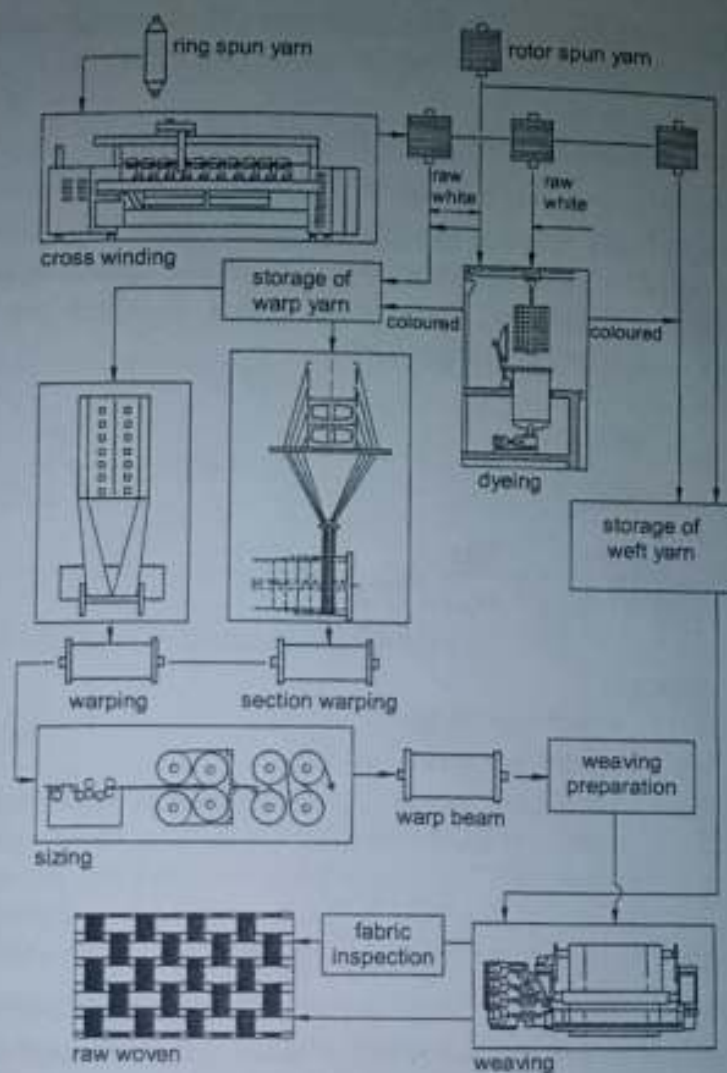 ring spun yarn
rotor spun yarn
raw
white
raw
white
cross winding
storage of
warp yarn
coloured
coloured
dyeing
storage of
weft yarn
warping
section warping
sizing
warp beam
weaving
preparation
fabric
inspection
raw woven
weaving